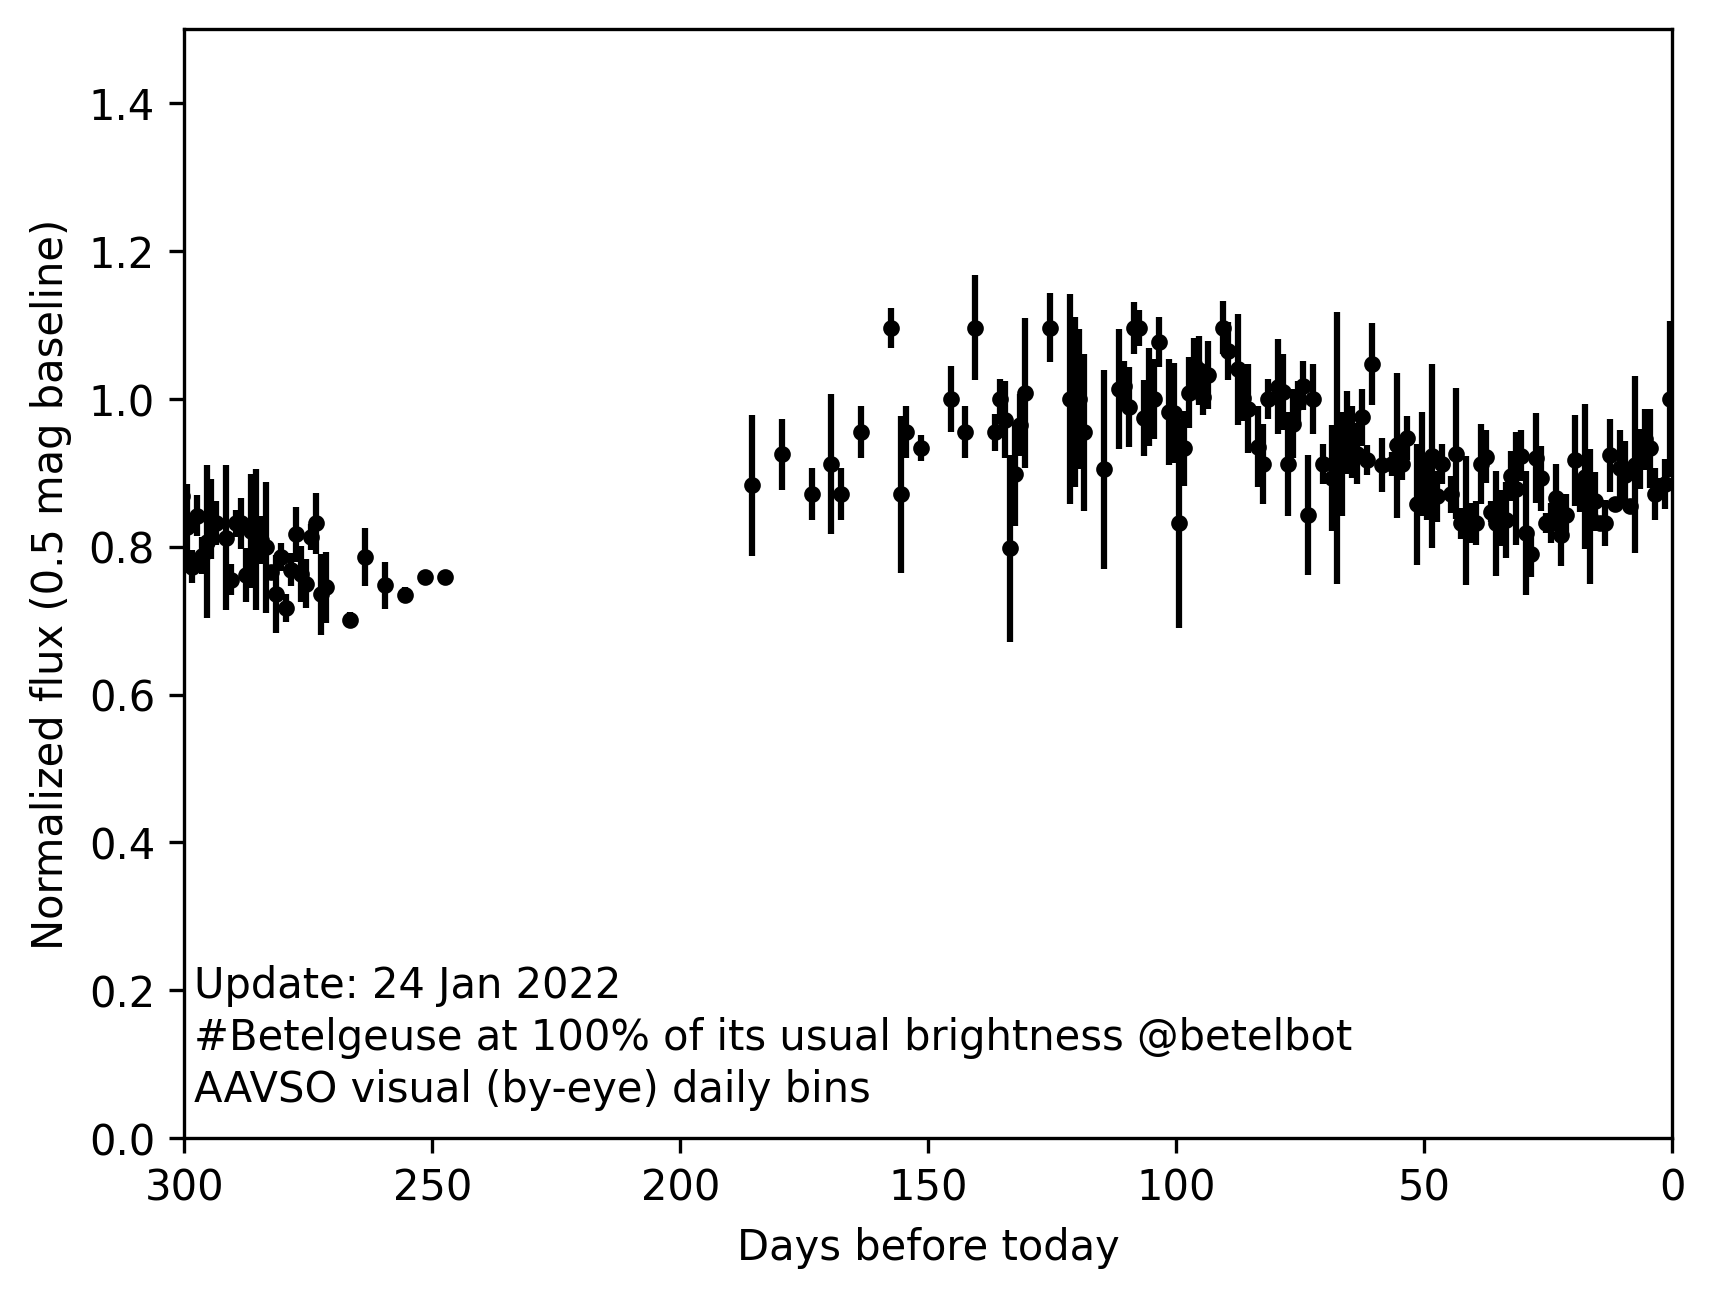 Normalized flux (0.5 mag baseline)
1.4
1.2
1.0
0.8
0.6
0.4
0.2
0.0
Update: 24 Jan 2022
#Betelgeuse at 100% of its usual brightness @betelbot
AAVSO visual (by-eye) daily bins
300 250 200 150 100 50 0
Days before today